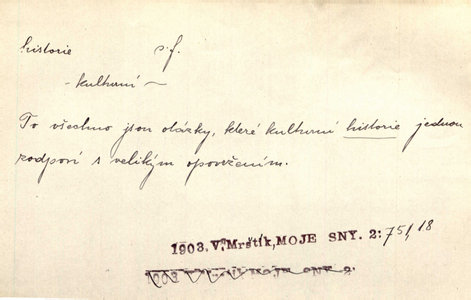 historie s. f.
- kulturní ~
To všechno jsou otázky, které kulturní historie jednou
zodpoví s velikým opovržením.
1903. V. Mrštík, MOJE SNY. 2: 75/18